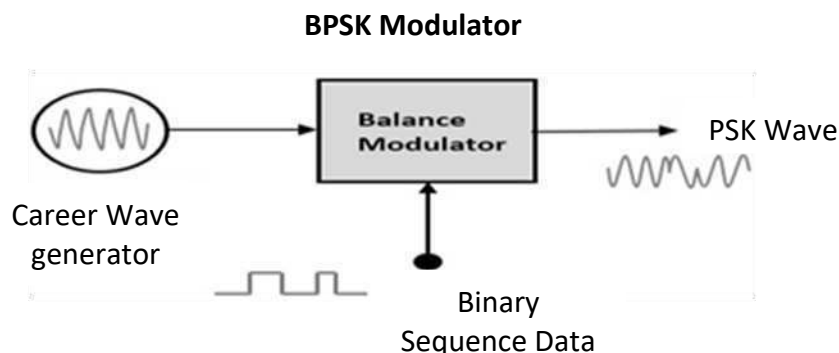 BPSK Modulator
Balance
Modulator
PSK Wave
Career Wave
generator
Binary
Sequence Data